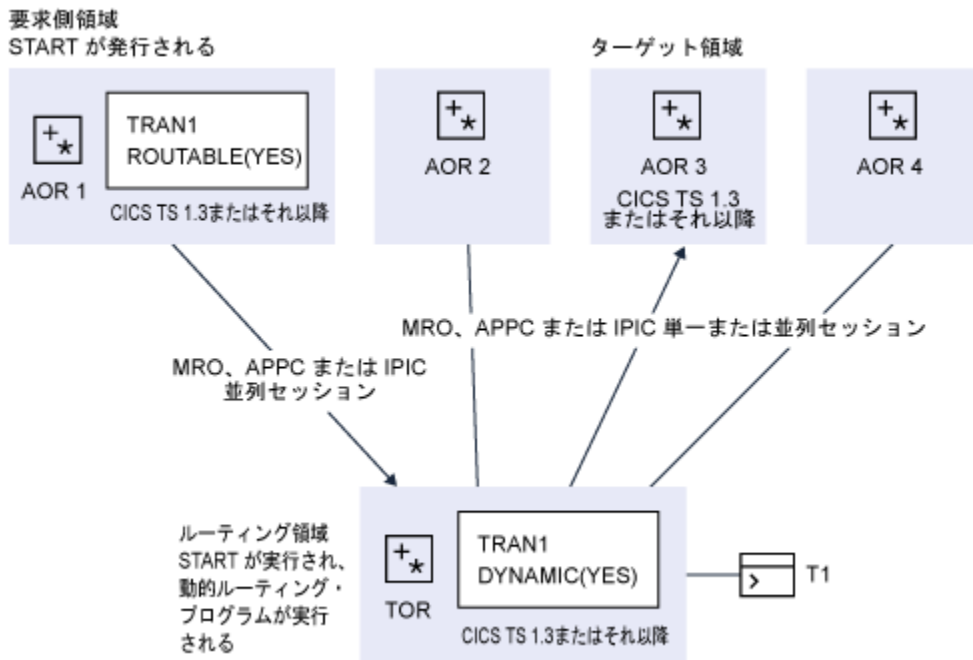 要求側領域
START が発行される
TRAN1
ROUTABLE(YES)
AOR 1
CICS TS 1.3またはそれ以降
AOR 2
ターゲット領域
AOR 3
CICS TS 1.3
またはそれ以降
AOR 4
MRO、APPC または IPIC 単一または並列セッション
MRO、APPC または IPIC
並列セッション
ルーティング領域
START が実行され、
動的ルーティング・
プログラムが実行
される
TOR
TRAN1
DYNAMIC(YES)
CICS TS 1.3またはそれ以降
T1